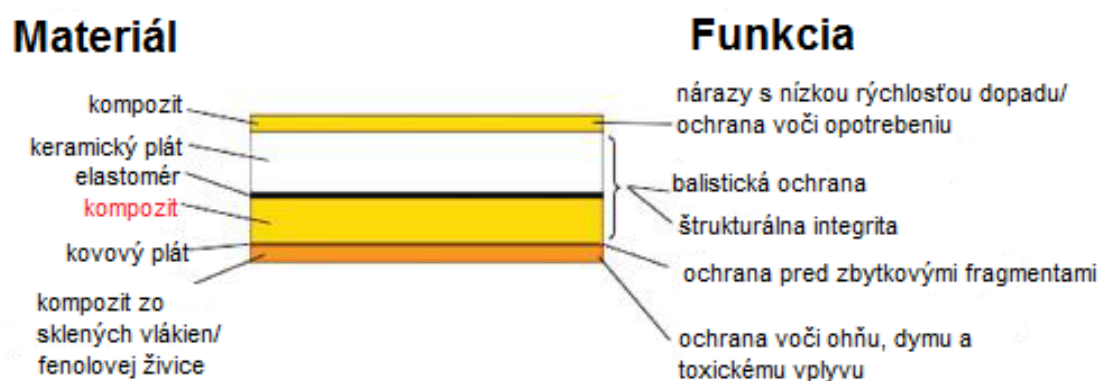 Materiál
kompozit
keramický plát
elastomér
kompozit
kovový plát
kompozit zo
sklených vlákien/
fenolovej živice
Funkcia
nárazy s nízkou rýchlosťou dopadu/
ochrana voči opotrebeniu
balistická ochrana
štrukturálna integrita
ochrana pred zbytkovými fragmentami
ochrana voči ohňu, dymu a
toxickému vplyvu